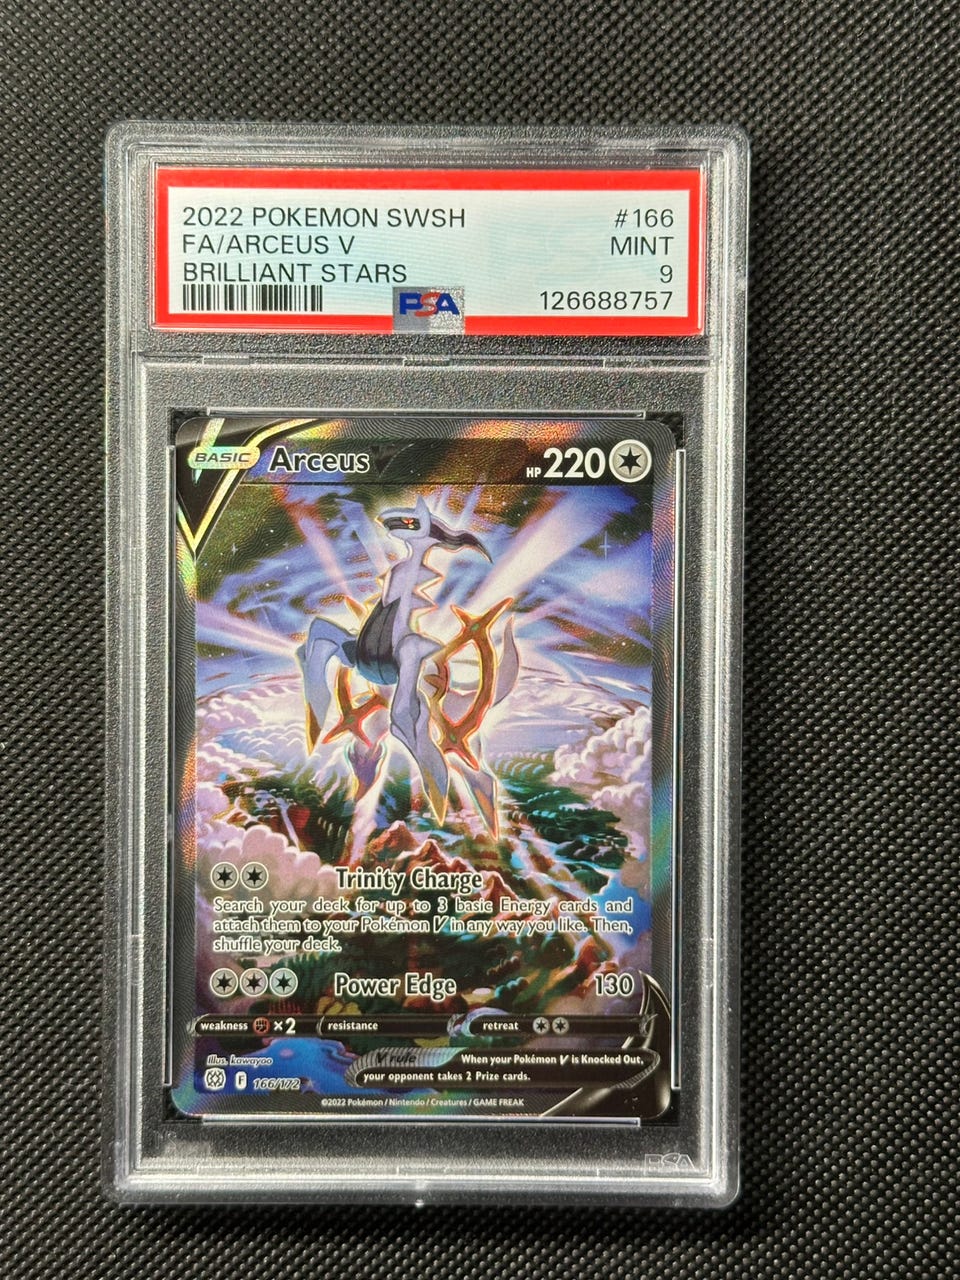 2022 POKEMON SWSH #166
FA/ARCEUS V MINT
BRILLIANT STARS 9
PSA 126688757
BASIC Arceus HP 220
Trinity Charge
Search your deck for up to 3 basic Energy cards and
attach them to your Pokémon V in any way you like. Then,
shuffle your deck.
Power Edge 130
weakness ×2 resistance retreat
Illus. kawayoo V rule When your Pokémon V is Knocked Out,
F 166/172 your opponent takes 2 Prize cards.
©2022 Pokémon / Nintendo / Creatures / GAME FREAK
PSA